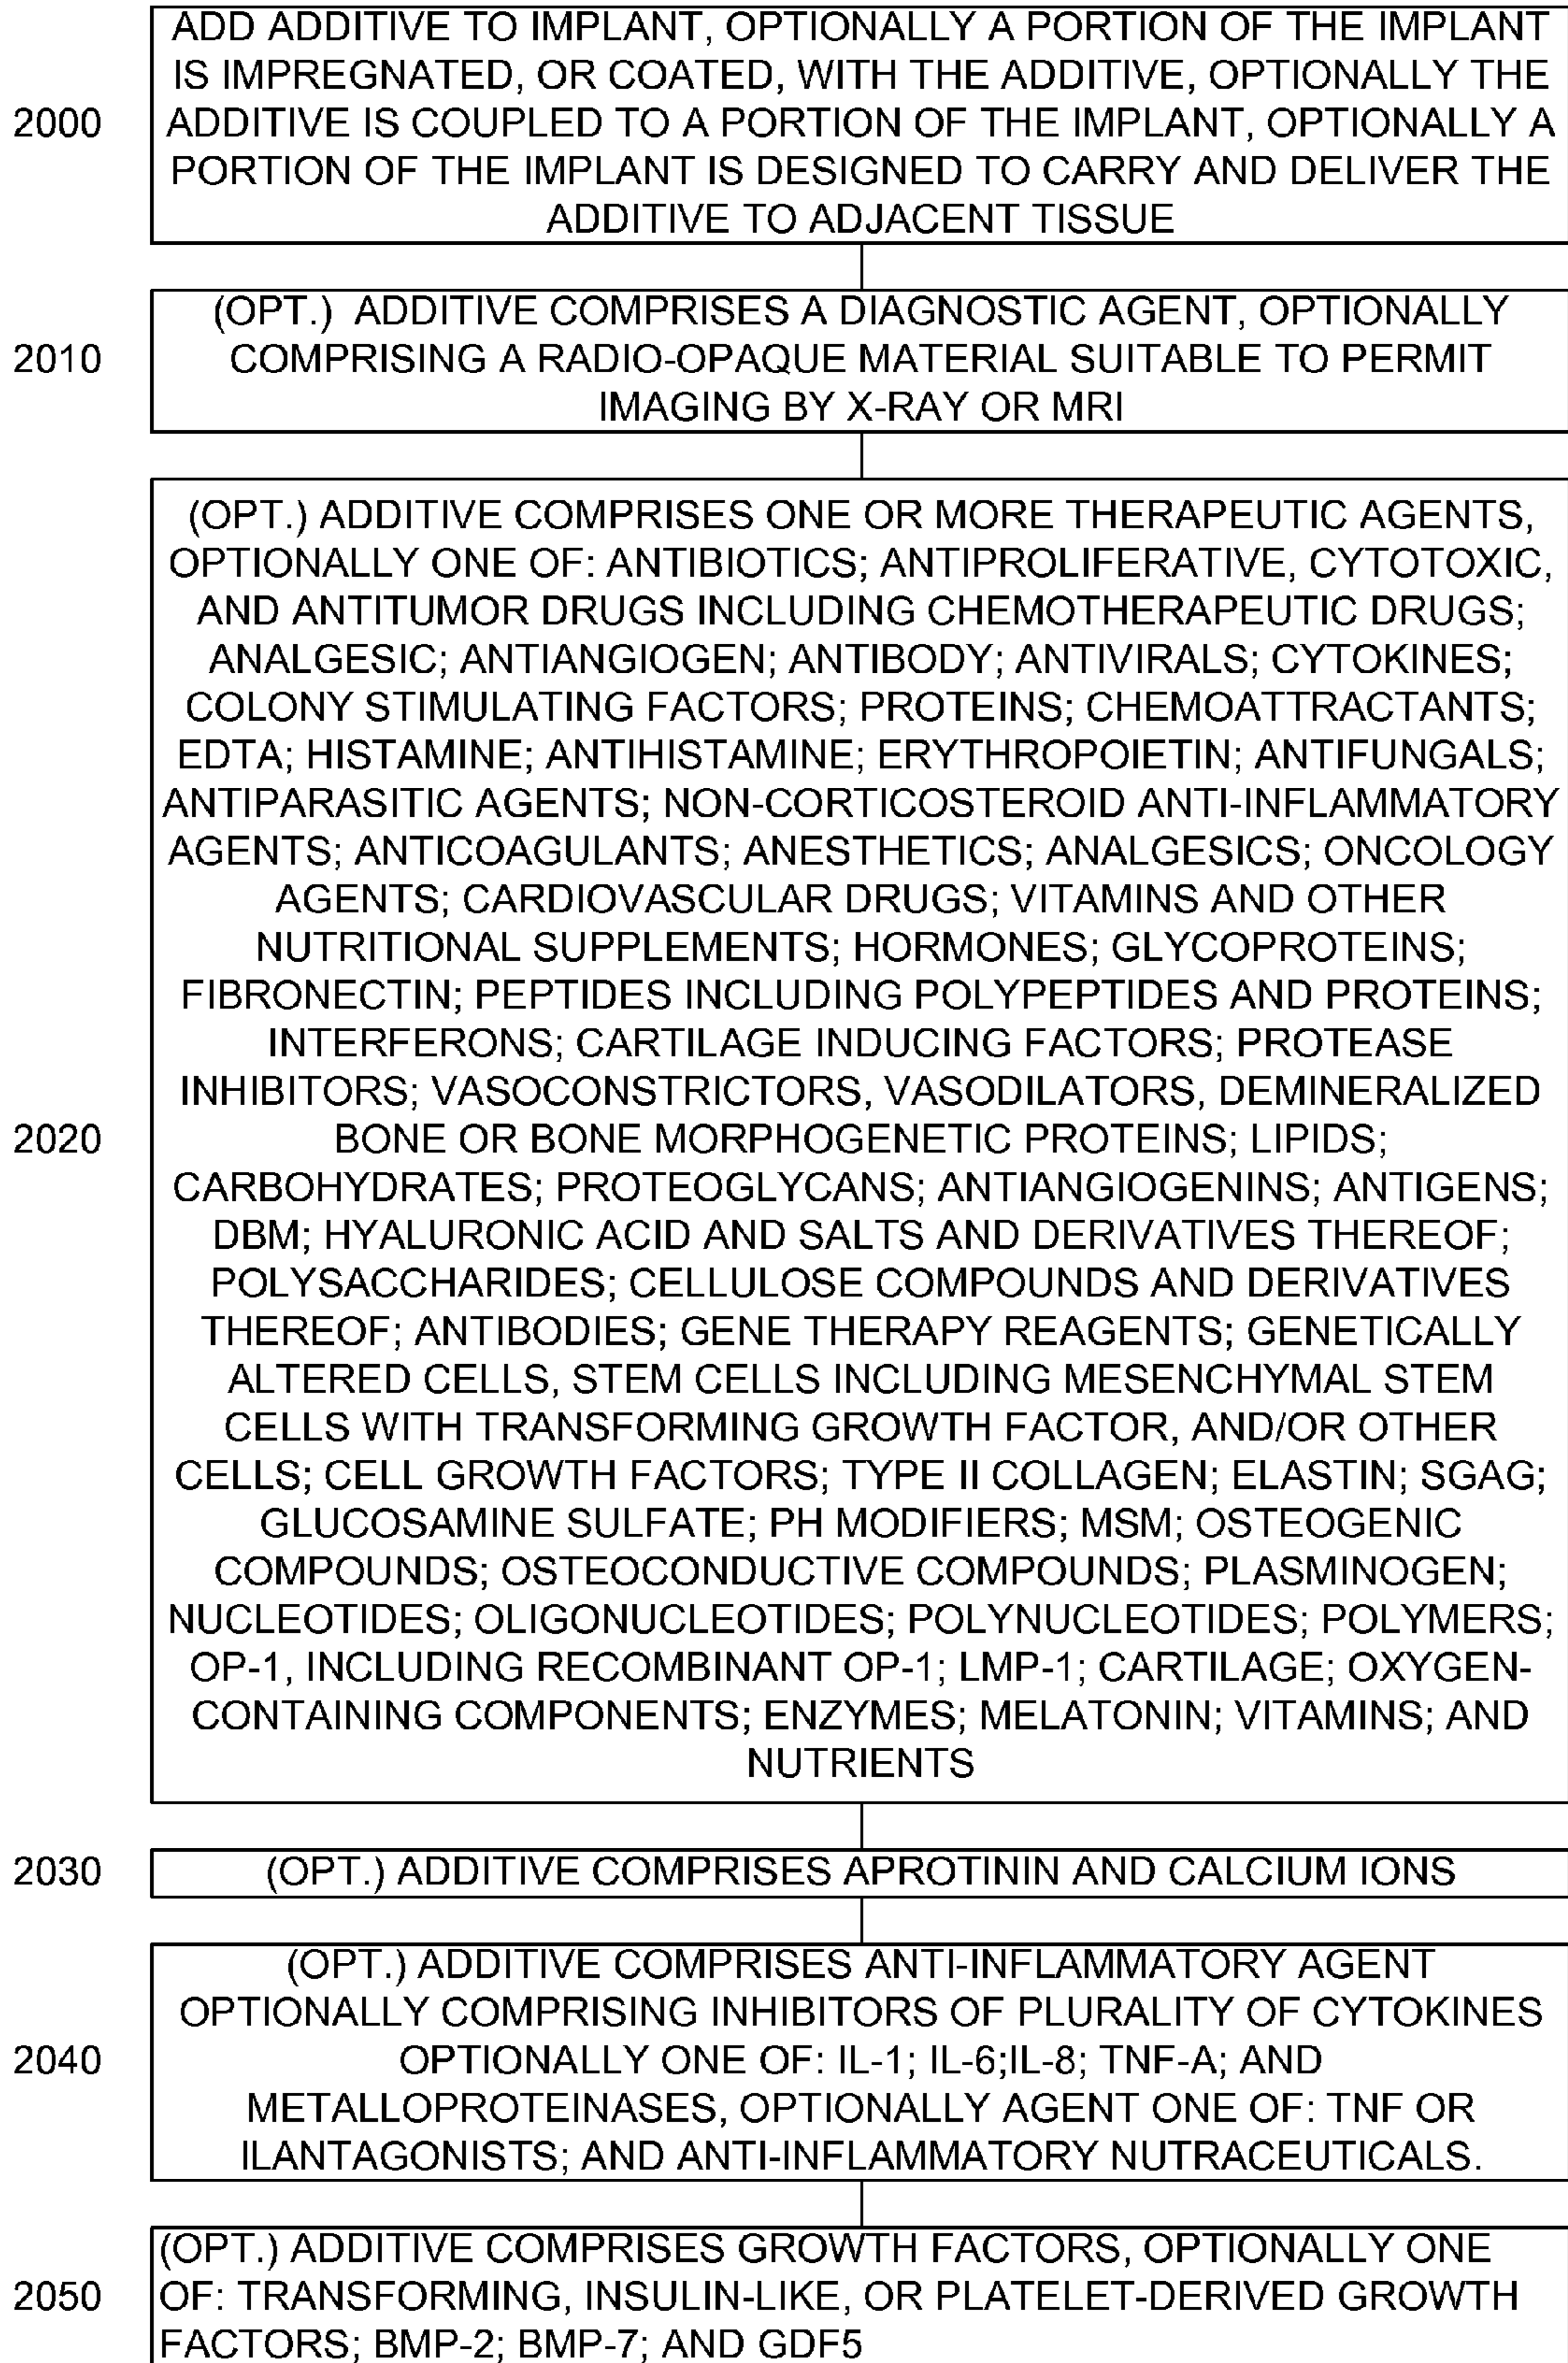 ADD ADDITIVE TO IMPLANT, OPTIONALLY A PORTION OF THE IMPLANT
IS IMPREGNATED, OR COATED, WITH THE ADDITIVE, OPTIONALLY THE
2000 ADDITIVE IS COUPLED TO A PORTION OF THE IMPLANT, OPTIONALLY A
PORTION OF THE IMPLANT IS DESIGNED TO CARRY AND DELIVER THE
ADDITIVE TO ADJACENT TISSUE
(OPT.) ADDITIVE COMPRISES A DIAGNOSTIC AGENT, OPTIONALLY
2010 COMPRISING A RADIO-OPAQUE MATERIAL SUITABLE TO PERMIT
IMAGING BY X-RAY OR MRI
(OPT.) ADDITIVE COMPRISES ONE OR MORE THERAPEUTIC AGENTS,
OPTIONALLY ONE OF: ANTIBIOTICS; ANTIPROLIFERATIVE, CYTOTOXIC,
AND ANTITUMOR DRUGS INCLUDING CHEMOTHERAPEUTIC DRUGS;
ANALGESIC; ANTIANGIOGEN; ANTIBODY; ANTIVIRALS; CYTOKINES;
COLONY STIMULATING FACTORS; PROTEINS; CHEMOATTRACTANTS;
EDTA; HISTAMINE; ANTIHISTAMINE; ERYTHROPOIETIN; ANTIFUNGALS;
ANTIPARASITIC AGENTS; NON-CORTICOSTEROID ANTI-INFLAMMATORY
AGENTS; ANTICOAGULANTS; ANESTHETICS; ANALGESICS; ONCOLOGY
AGENTS; CARDIOVASCULAR DRUGS; VITAMINS AND OTHER
NUTRITIONAL SUPPLEMENTS; HORMONES; GLYCOPROTEINS;
FIBRONECTIN; PEPTIDES INCLUDING POLYPEPTIDES AND PROTEINS;
INTERFERONS; CARTILAGE INDUCING FACTORS; PROTEASE
INHIBITORS; VASOCONSTRICTORS, VASODILATORS, DEMINERALIZED
2020 BONE OR BONE MORPHOGENETIC PROTEINS; LIPIDS;
CARBOHYDRATES; PROTEOGLYCANS; ANTIANGIOGENINS; ANTIGENS;
DBM; HYALURONIC ACID AND SALTS AND DERIVATIVES THEREOF;
POLYSACCHARIDES; CELLULOSE COMPOUNDS AND DERIVATIVES
THEREOF; ANTIBODIES; GENE THERAPY REAGENTS; GENETICALLY
ALTERED CELLS, STEM CELLS INCLUDING MESENCHYMAL STEM
CELLS WITH TRANSFORMING GROWTH FACTOR, AND/OR OTHER
CELLS; CELL GROWTH FACTORS; TYPE II COLLAGEN; ELASTIN; SGAG;
GLUCOSAMINE SULFATE; PH MODIFIERS; MSM; OSTEOGENIC
COMPOUNDS; OSTEOCONDUCTIVE COMPOUNDS; PLASMINOGEN;
NUCLEOTIDES; OLIGONUCLEOTIDES; POLYNUCLEOTIDES; POLYMERS;
OP-1, INCLUDING RECOMBINANT OP-1; LMP-1; CARTILAGE; OXYGEN-
CONTAINING COMPONENTS; ENZYMES; MELATONIN; VITAMINS; AND
NUTRIENTS
2030 (OPT.) ADDITIVE COMPRISES APROTININ AND CALCIUM IONS
(OPT.) ADDITIVE COMPRISES ANTI-INFLAMMATORY AGENT
OPTIONALLY COMPRISING INHIBITORS OF PLURALITY OF CYTOKINES
2040 OPTIONALLY ONE OF: IL-1; IL-6;IL-8; TNF-A; AND
METALLOPROTEINASES, OPTIONALLY AGENT ONE OF: TNF OR
ILANTAGONISTS; AND ANTI-INFLAMMATORY NUTRACEUTICALS.
(OPT.) ADDITIVE COMPRISES GROWTH FACTORS, OPTIONALLY ONE
2050 OF: TRANSFORMING, INSULIN-LIKE, OR PLATELET-DERIVED GROWTH
FACTORS; BMP-2; BMP-7; AND GDF5